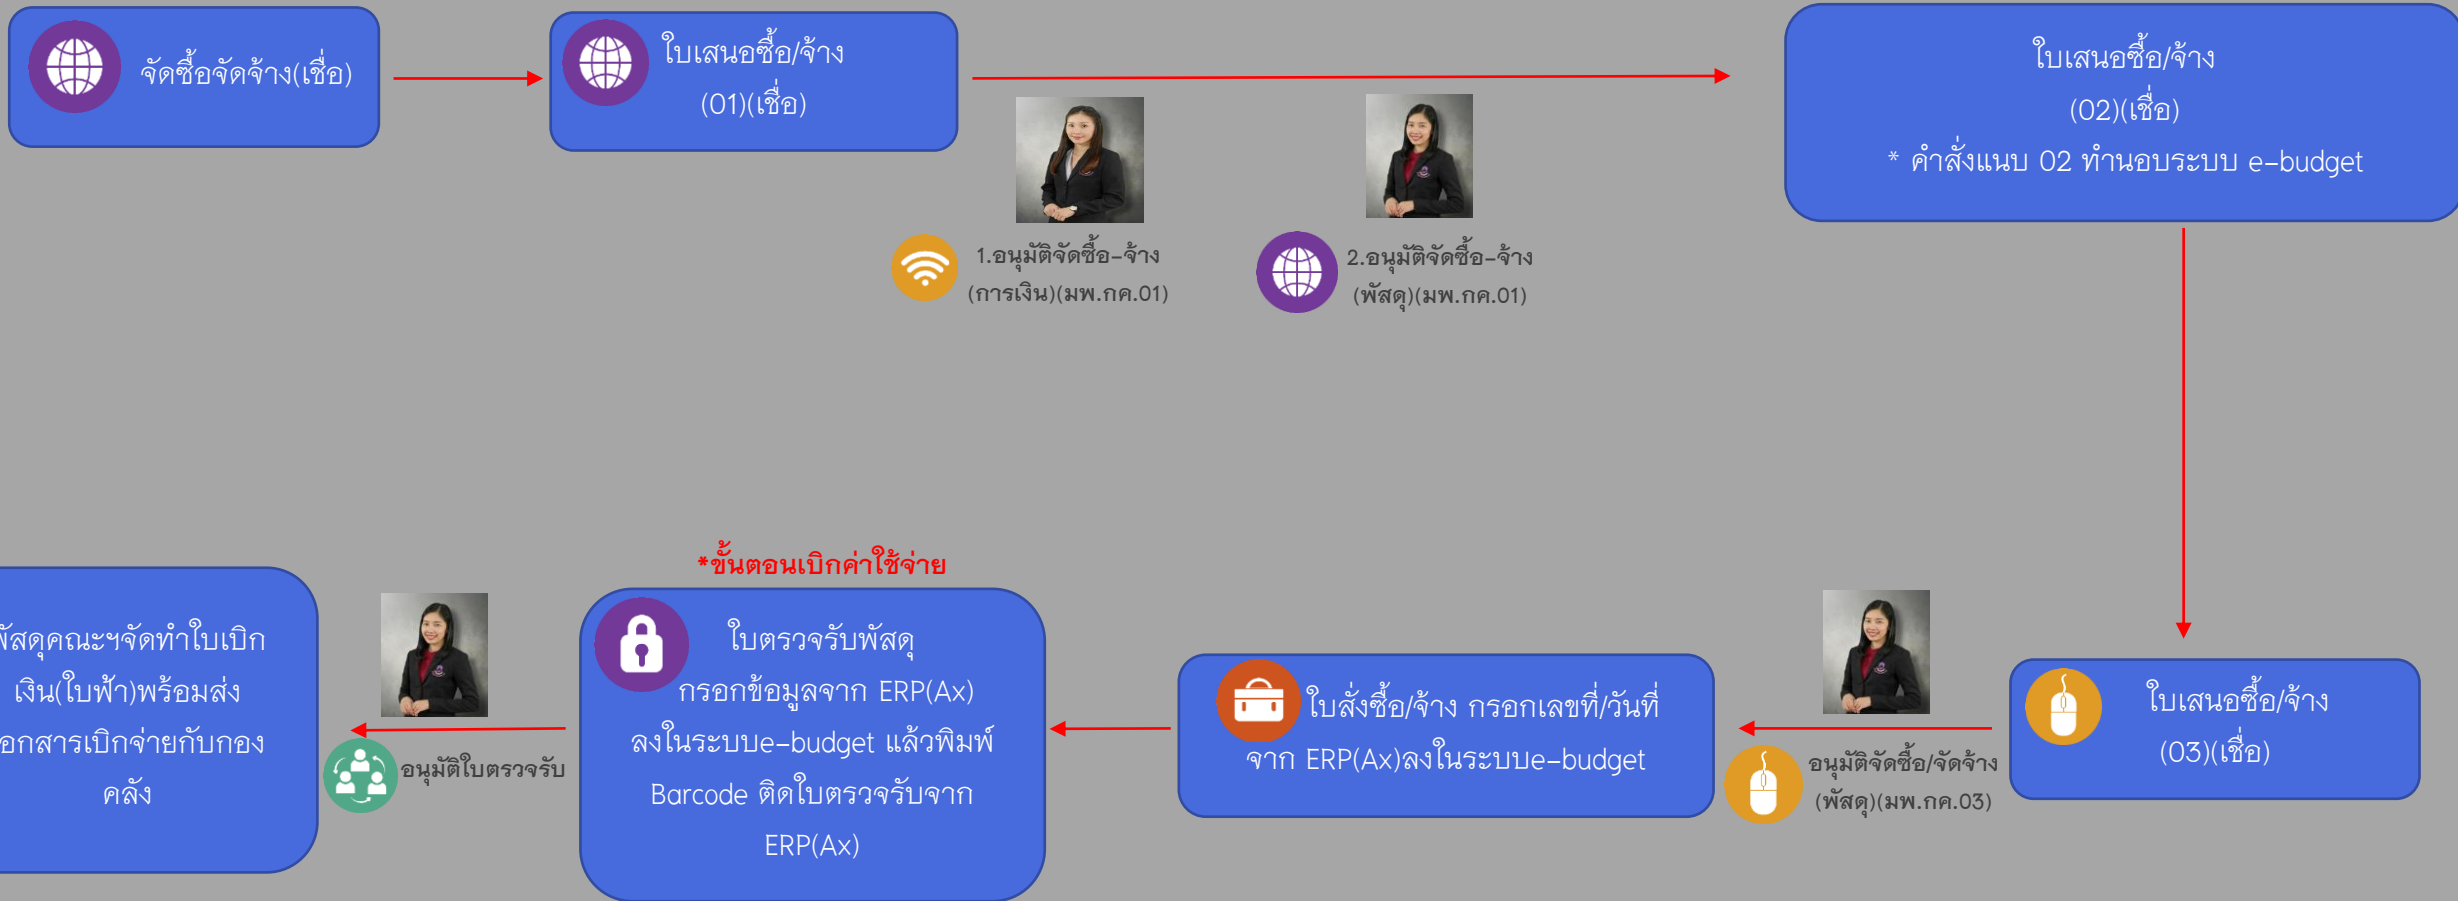 จัดซื้อจัดจ้าง(เชื่อ)
ใบเสนอซื้อ/จ้าง
(01)(เชื่อ)
ใบเสนอซื้อ/จ้าง
(02)(เชื่อ)
* คำสั่งแนบ 02 ทำนอบระบบ e-budget
1.อนุมัติจัดซื้อ-จ้าง
(การเงิน)(มพ.กค.01)
2.อนุมัติจัดซื้อ-จ้าง
(พัสดุ)(มพ.กค.01)
ใบเสนอซื้อ/จ้าง
(03)(เชื่อ)
อนุมัติจัดซื้อ/จัดจ้าง
(พัสดุ)(มพ.กค.03)
ใบสั่งซื้อ/จ้าง กรอกเลขที่/วันที่
จาก ERP(Ax)ลงในระบบe-budget
*ขั้นตอนเบิกค่าใช้จ่าย
ใบตรวจรับพัสดุ
กรอกข้อมูลจาก ERP(Ax)
ลงในระบบe-budget แล้วพิมพ์
Barcode ติดใบตรวจรับจาก
ERP(Ax)
อนุมัติใบตรวจรับ
พัสดุคณะฯจัดทำใบเบิก
เงิน(ใบฟ้า)พร้อมส่ง
อกสารเบิกจ่ายกับกอง
คลัง